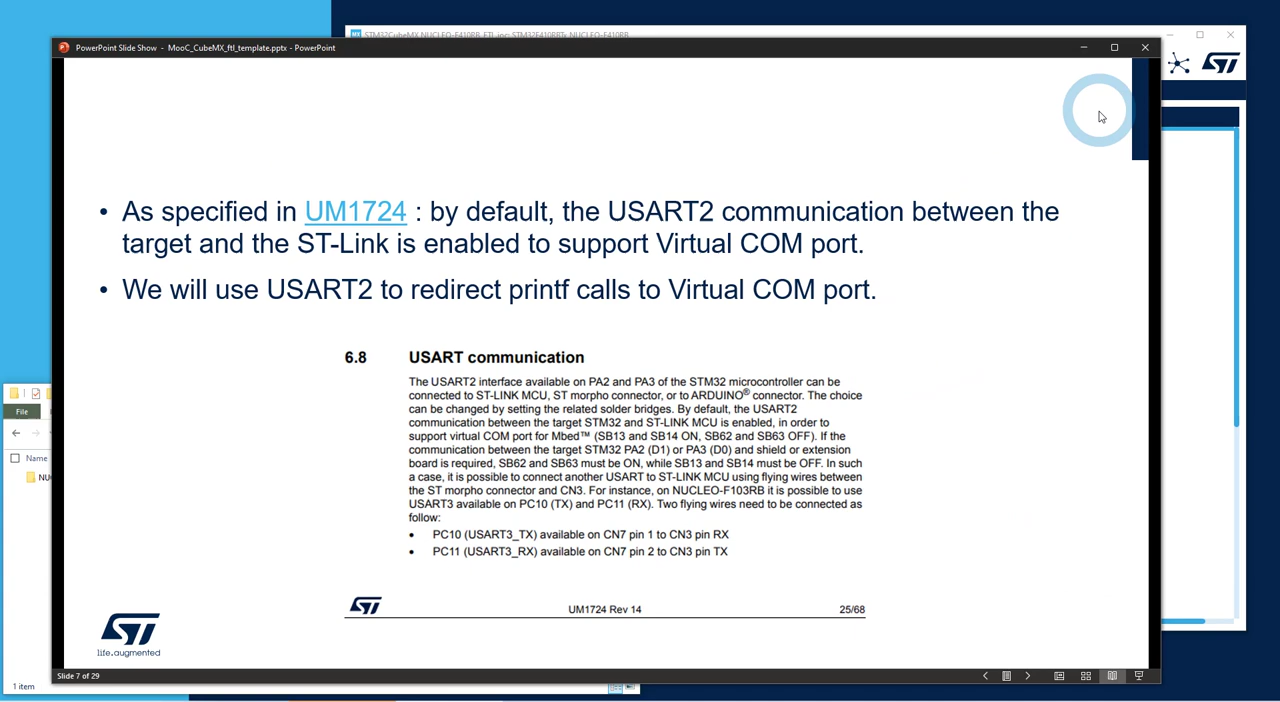 STM32CubeMX NUCLEO-F410RB_FTL.ioc: STM32F410RBTx NUCLEO-F410RB
PowerPoint Slide Show - MooC_CubeMX_ftl_template.pptx - PowerPoint
• As specified in UM1724 : by default, the USART2 communication between the
target and the ST-Link is enabled to support Virtual COM port.
• We will use USART2 to redirect printf calls to Virtual COM port.
6.8 USART communication
The USART2 interface available on PA2 and PA3 of the STM32 microcontroller can be
connected to ST-LINK MCU, ST morpho connector, or to ARDUINO® connector. The choice
can be changed by setting the related solder bridges. By default, the USART2
communication between the target STM32 and ST-LINK MCU is enabled, in order to
support virtual COM port for Mbed™ (SB13 and SB14 ON, SB62 and SB63 OFF). If the
communication between the target STM32 PA2 (D1) or PA3 (D0) and shield or extension
board is required, SB62 and SB63 must be ON, while SB13 and SB14 must be OFF. In such
a case, it is possible to connect another USART to ST-LINK MCU using flying wires between
the ST morpho connector and CN3. For instance, on NUCLEO-F103RB it is possible to use
USART3 available on PC10 (TX) and PC11 (RX). Two flying wires need to be connected as
follow:
• PC10 (USART3_TX) available on CN7 pin 1 to CN3 pin RX
• PC11 (USART3_RX) available on CN7 pin 2 to CN3 pin TX
UM1724 Rev 14 25/68
ST
life.augmented
Slide 7 of 29
File
Name
NUC
1 item